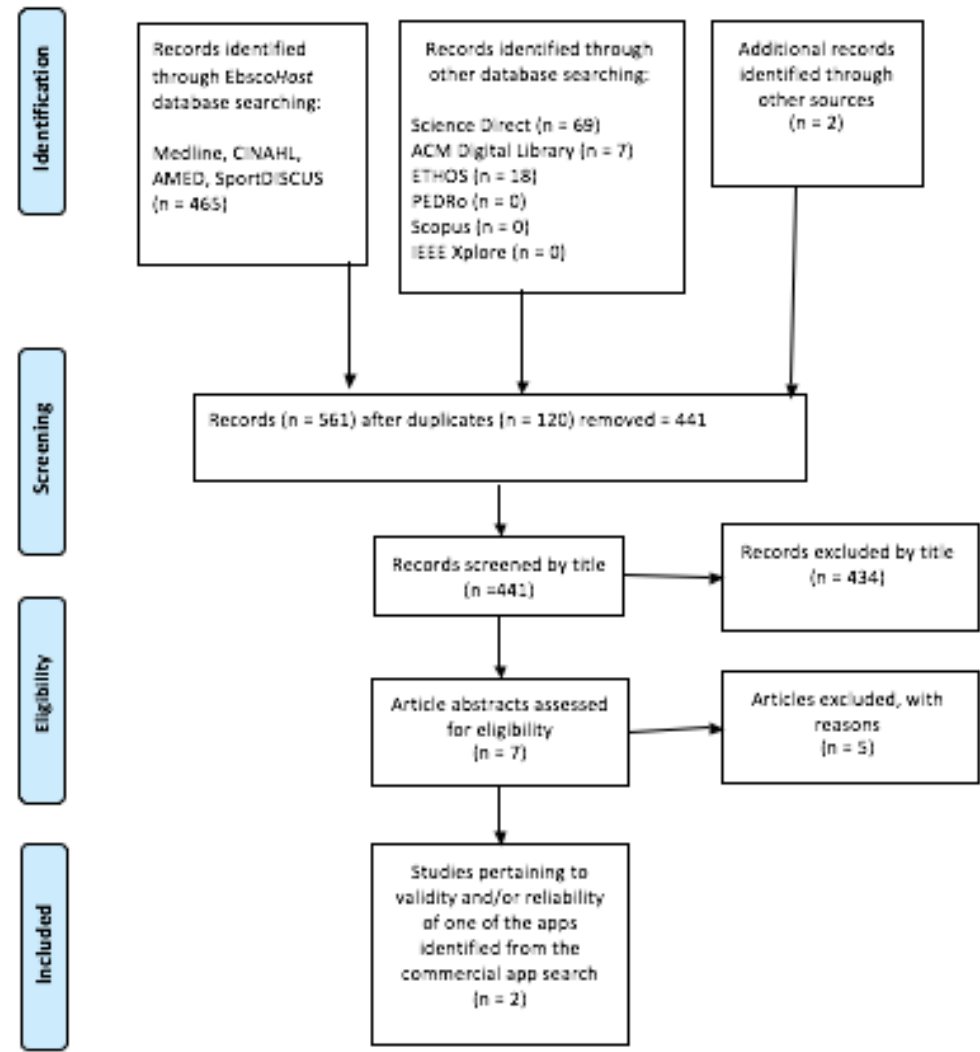 Identification
Records identified
through EbscoHost
database searching:
Medline, CINAHL,
AMED, SportDISCUS
(n = 465)
Records identified through
other database searching:
Science Direct (n = 69)
ACM Digital Library (n = 7)
ETHOS (n = 18)
PEDRo (n = 0)
Scopus (n = 0)
IEEE Xplore (n = 0)
Additional records
identified through
other sources
(n = 2)
Screening
Records (n = 561) after duplicates (n = 120) removed = 441
Records screened by title
(n =441)
Records excluded by title
(n = 434)
Eligibility
Article abstracts assessed
for eligibility
(n = 7)
Articles excluded, with
reasons
(n = 5)
Included
Studies pertaining to
validity and/or reliability
of one of the apps
identified from the
commercial app search
(n = 2)